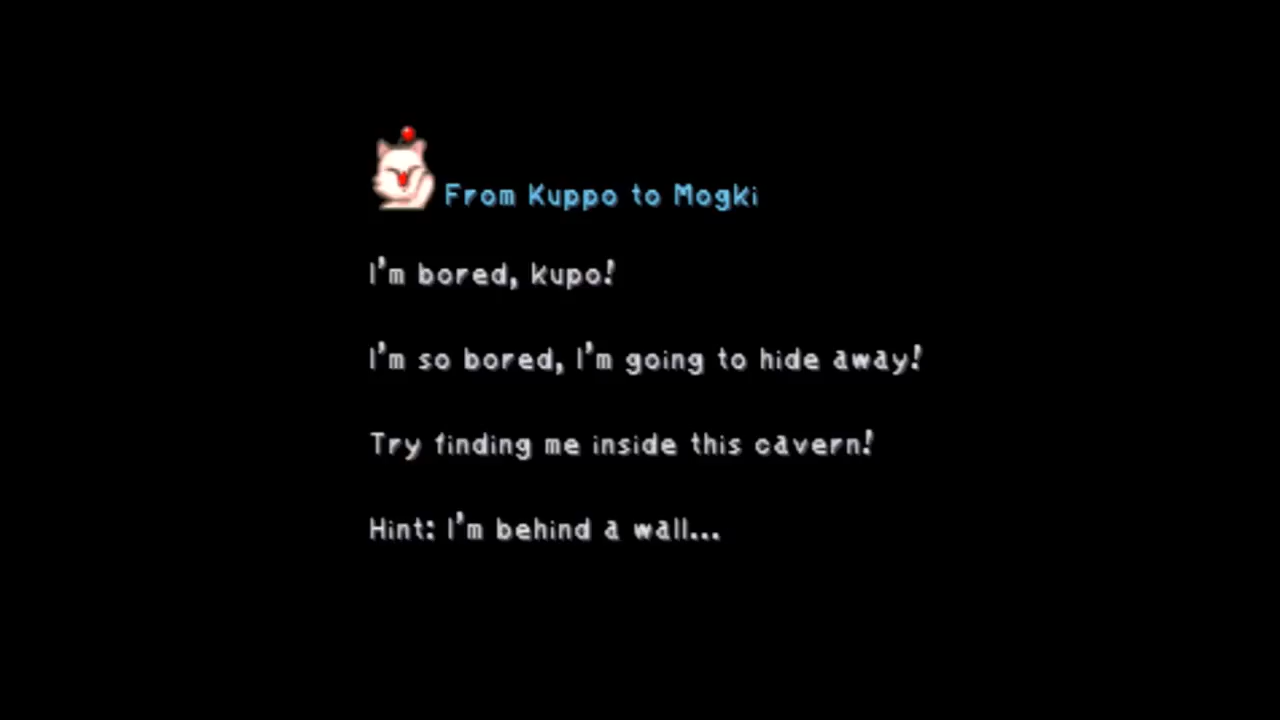 From Kuppo to Mogki
I'm bored, kupo!
I'm so bored, I'm going to hide away!
Try finding me inside this cavern!
Hint: I'm behind a wall...